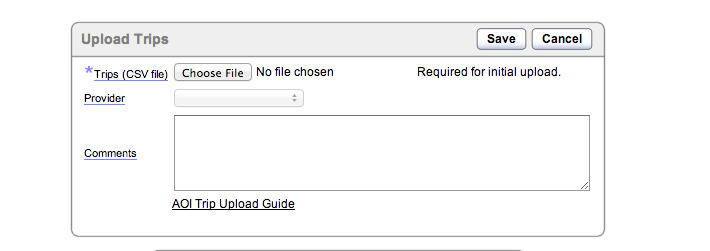 Upload Trips Save Cancel
*Trips (CSV file) Choose File No file chosen Required for initial upload.
Provider
Comments
AOI Trip Upload Guide